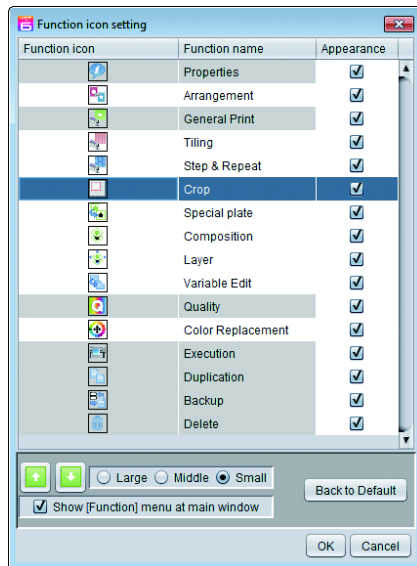 Function icon setting
Function icon Function name Appearance
Properties
Arrangement
General Print
Tiling
Step & Repeat
Crop
Special plate
Composition
Layer
Variable Edit
Quality
Color Replacement
Execution
Duplication
Backup
Delete
Large Middle Small
Back to Default
Show [Function] menu at main window
OK Cancel